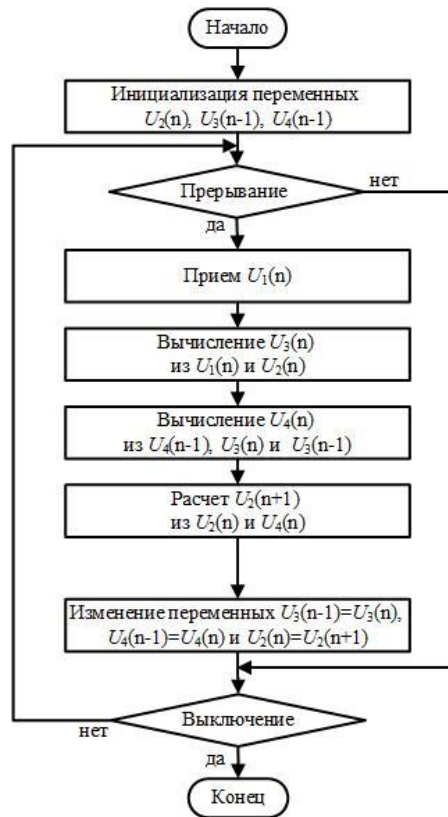 Начало
Инициализация переменных
U₂(n), U₃(n-1), U₄(n-1)
Прерывание
нет
да
Прием U₁(n)
Вычисление U₃(n)
из U₁(n) и U₂(n)
Вычисление U₄(n)
из U₄(n-1), U₃(n) и U₃(n-1)
Расчет U₂(n+1)
из U₂(n) и U₄(n)
Изменение переменных U₃(n-1)=U₃(n),
U₄(n-1)=U₄(n) и U₂(n)=U₂(n+1)
Выключение
нет
да
Конец